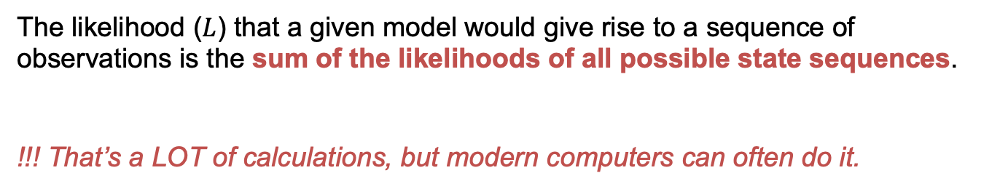 The likelihood (L) that a given model would give rise to a sequence of
observations is the sum of the likelihoods of all possible state sequences.
!!! That’s a LOT of calculations, but modern computers can often do it.